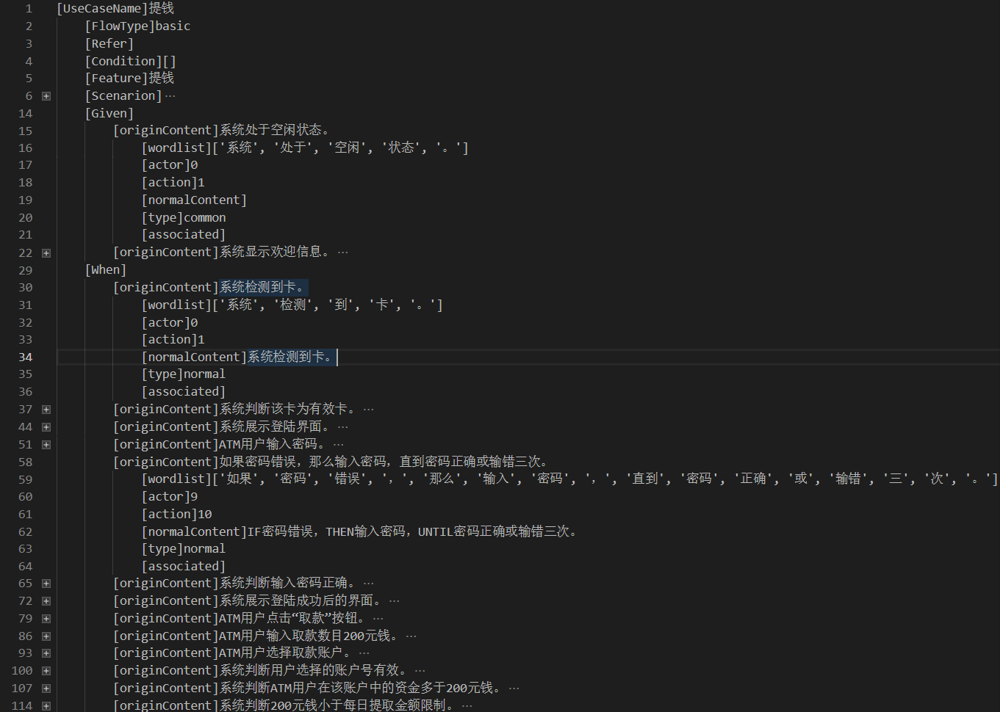 1 [UseCaseName]提钱
2 [FlowType]basic
3 [Refer]
4 [Condition][]
5 [Feature]提钱
6 [Scenarion]···
14 [Given]
15 [originContent]系统处于空闲状态。
16 [wordlist]['系统', '处于', '空闲', '状态', '。']
17 [actor]0
18 [action]1
19 [normalContent]
20 [type]common
21 [associated]
22 [originContent]系统显示欢迎信息。···
29 [When]
30 [originContent]系统检测到卡。
31 [wordlist]['系统', '检测', '到', '卡', '。']
32 [actor]0
33 [action]1
34 [normalContent]系统检测到卡。
35 [type]normal
36 [associated]
37 [originContent]系统判断该卡为有效卡。···
44 [originContent]系统展示登陆界面。···
51 [originContent]ATM用户输入密码。···
58 [originContent]如果密码错误，那么输入密码，直到密码正确或输错三次。
59 [wordlist]['如果', '密码', '错误', '，', '那么', '输入', '密码', '，', '直到', '密码', '正确', '或', '输错', '三', '次', '。']
60 [actor]9
61 [action]10
62 [normalContent]IF密码错误，THEN输入密码，UNTIL密码正确或输错三次。
63 [type]normal
64 [associated]
65 [originContent]系统判断输入密码正确。···
72 [originContent]系统展示登陆成功后的界面。···
79 [originContent]ATM用户点击“取款”按钮。···
86 [originContent]ATM用户输入取款数目200元钱。···
93 [originContent]ATM用户选择取款账户。···
100 [originContent]系统判断用户选择的账户号有效。···
107 [originContent]系统判断ATM用户在该账户中的资金多于200元钱。···
114 [originContent]系统判断200元钱小于每日提取金额限制。···